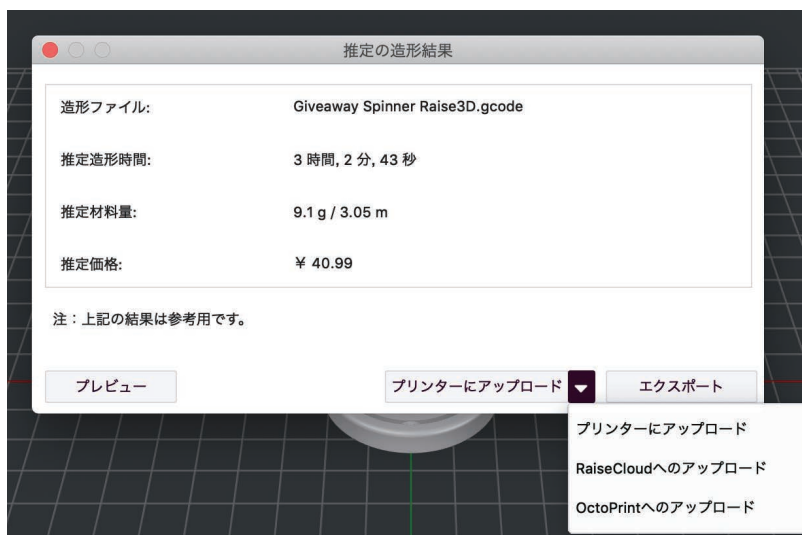 推定の造形結果
造形ファイル: Giveaway Spinner Raise3D.gcode
推定造形時間: 3 時間, 2 分, 43 秒
推定材料量: 9.1 g / 3.05 m
推定価格: ¥ 40.99
注：上記の結果は参考用です。
プレビュー プリンターにアップロード エクスポート
プリンターにアップロード
RaiseCloudへのアップロード
OctoPrintへのアップロード